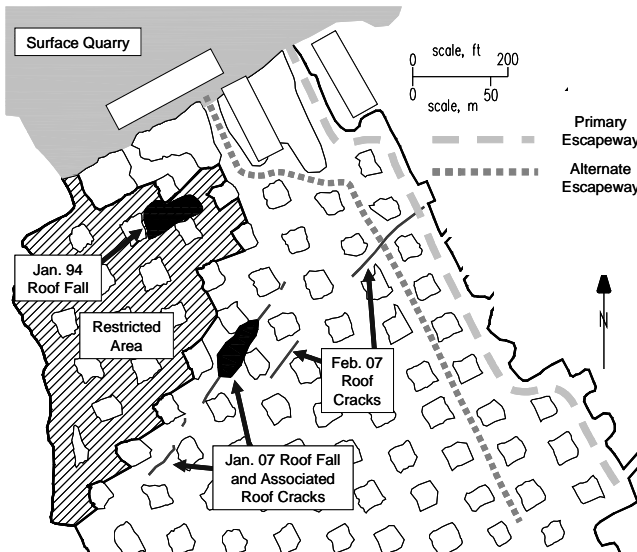 Surface Quarry
scale, ft
0
200
0
50
scale, m
Primary
Escapeway
Alternate
Escapeway
Jan. 94
Roof Fall
Restricted
Area
N
Feb. 07
Roof
Cracks
Jan. 07 Roof Fall
and Associated
Roof Cracks